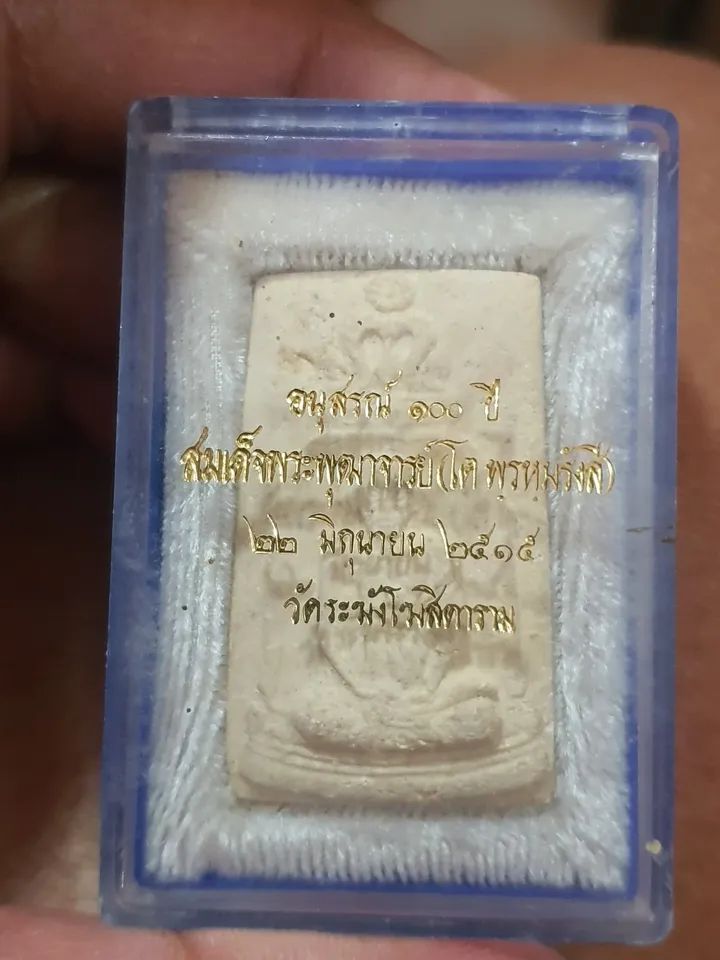 อนุสรณ์ ๑๐๐ ปี
สมเด็จพระพุฒาจารย์(โต พฺรหฺมรํสี)
๒๒ มิถุนายน ๒๕๑๕
วัดระฆังโฆสิตาราม